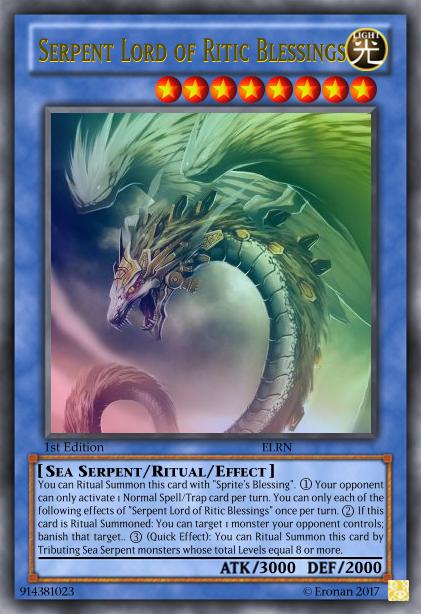 Serpent Lord of Ritic Blessings
LIGHT
光
1st Edition ELRN
[ Sea Serpent/Ritual/Effect ]
You can Ritual Summon this card with "Sprite's Blessing". ① Your opponent
can only activate 1 Normal Spell/Trap card per turn. You can only each of the
following effects of "Serpent Lord of Ritic Blessings" once per turn. ② If this
card is Ritual Summoned: You can target 1 monster your opponent controls;
banish that target.. ③ (Quick Effect): You can Ritual Summon this card by
Tributing Sea Serpent monsters whose total Levels equal 8 or more.
ATK/3000 DEF/2000
914381023 © Eronan 2017